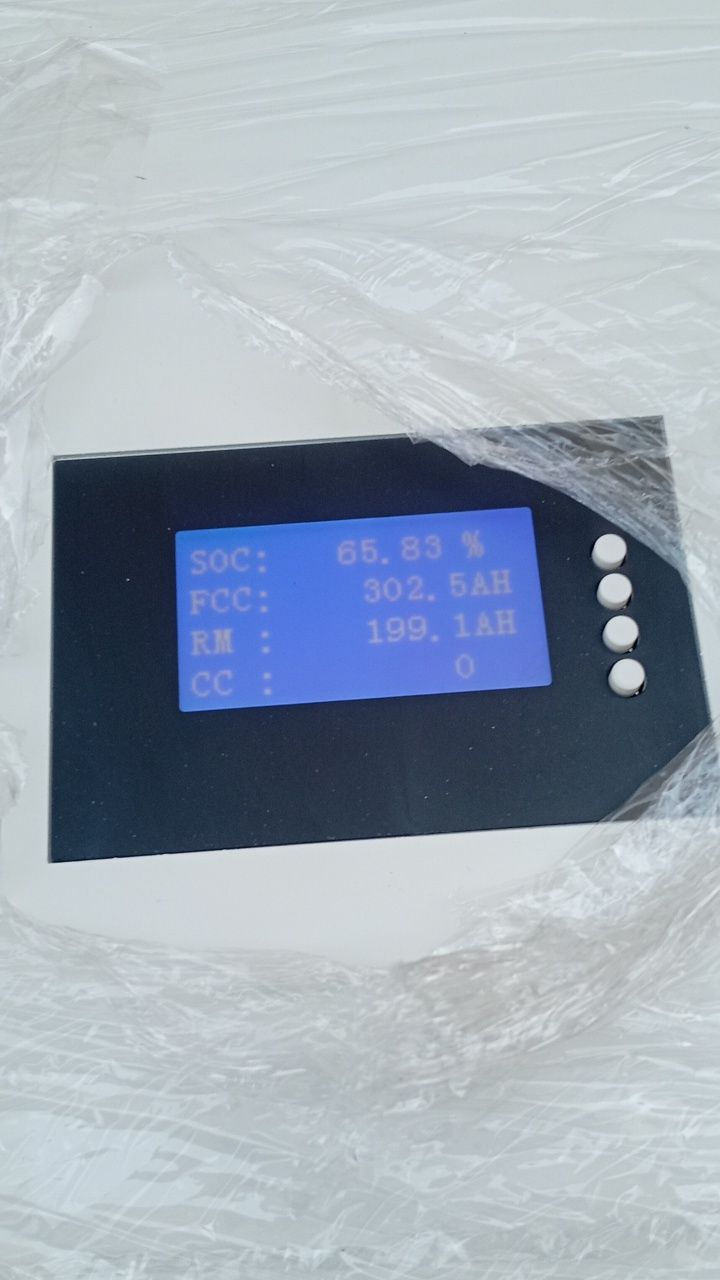 SOC: 65.83 %
FCC: 302.5AH
RM : 199.1AH
CC : 0